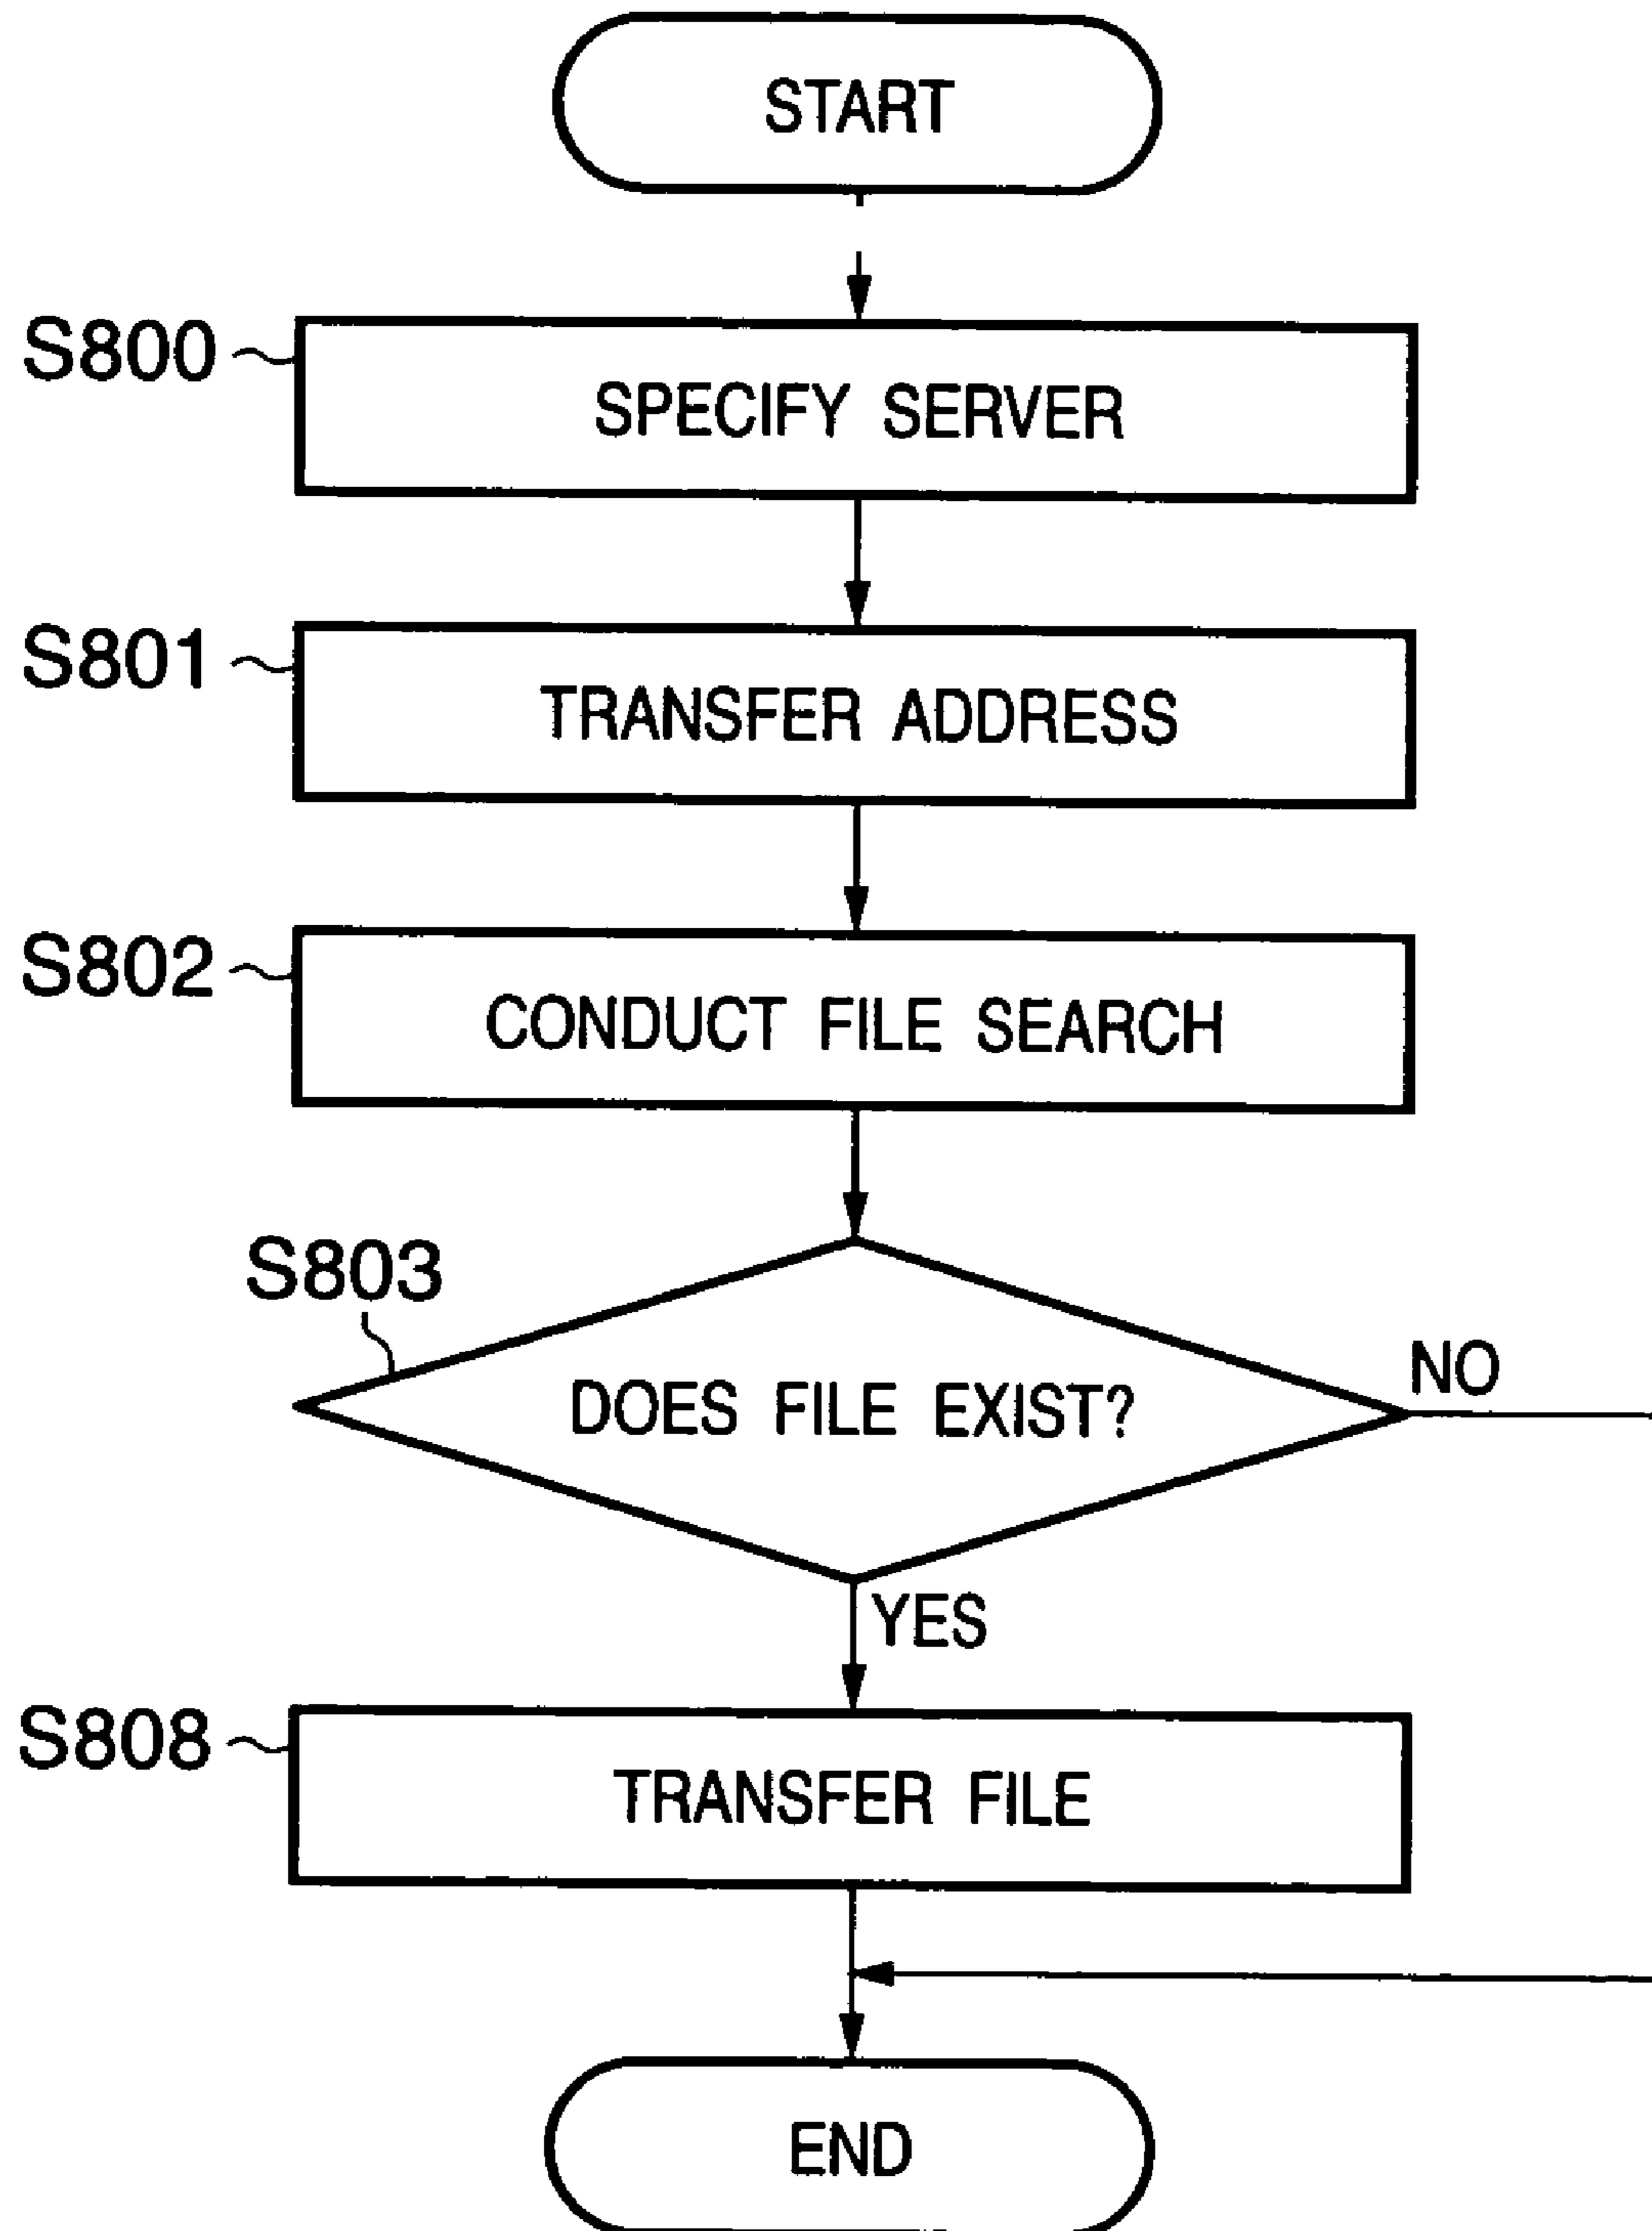 START
S800
SPECIFY SERVER
S801
TRANSFER ADDRESS
S802
CONDUCT FILE SEARCH
S803
DOES FILE EXIST?
NO
YES
S808
TRANSFER FILE
END